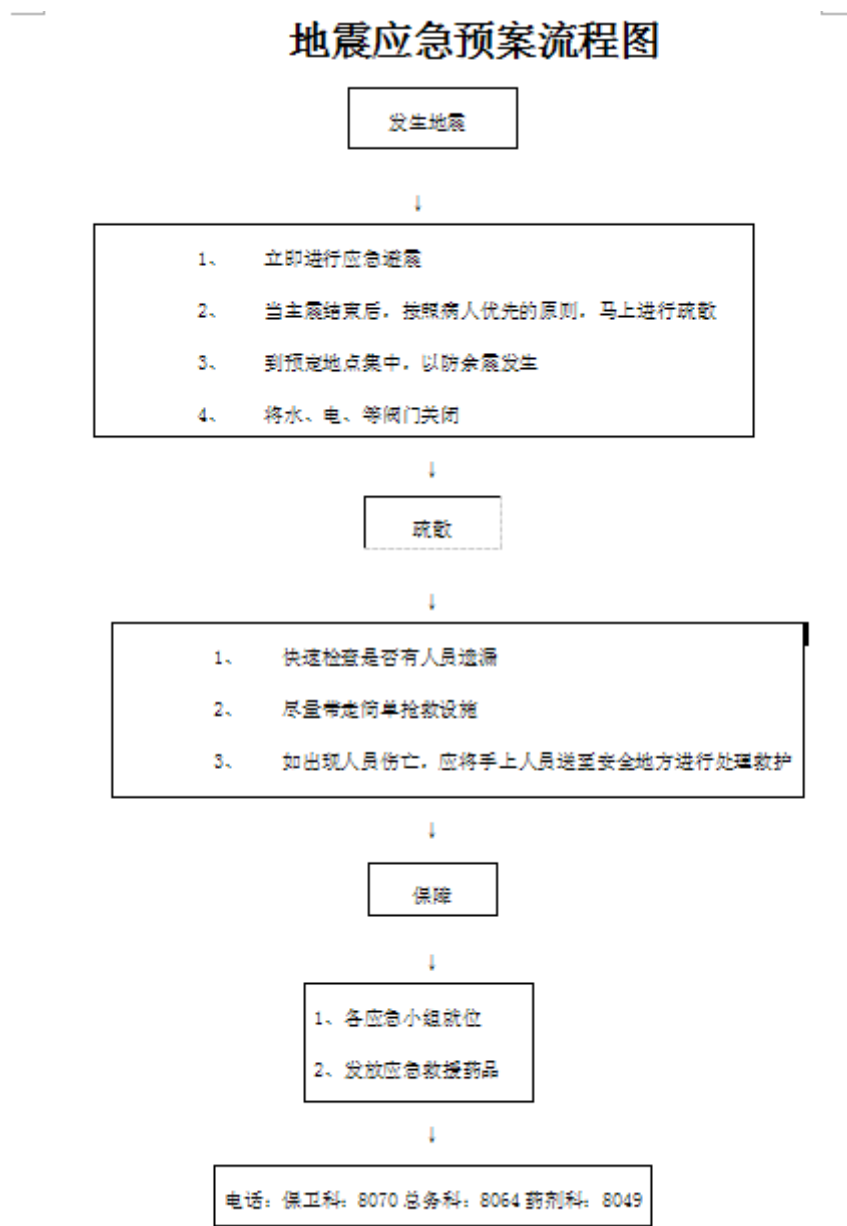 地震应急预案流程图
发生地震
↓
1、 立即进行应急避震
2、 当主震结束后，按照病人优先的原则，马上进行疏散
3、 到预定地点集中，以防余震发生
4、 将水、电、等阀门关闭
↓
疏散
↓
1、 快速检查是否有人员遗漏
2、 尽量带走简单抢救设施
3、 如出现人员伤亡，应将手上人员送至安全地方进行处理救护
↓
保障
↓
1、各应急小组就位
2、发放应急救援药品
↓
电话：保卫科：8070 总务科：8064 药剂科：8049